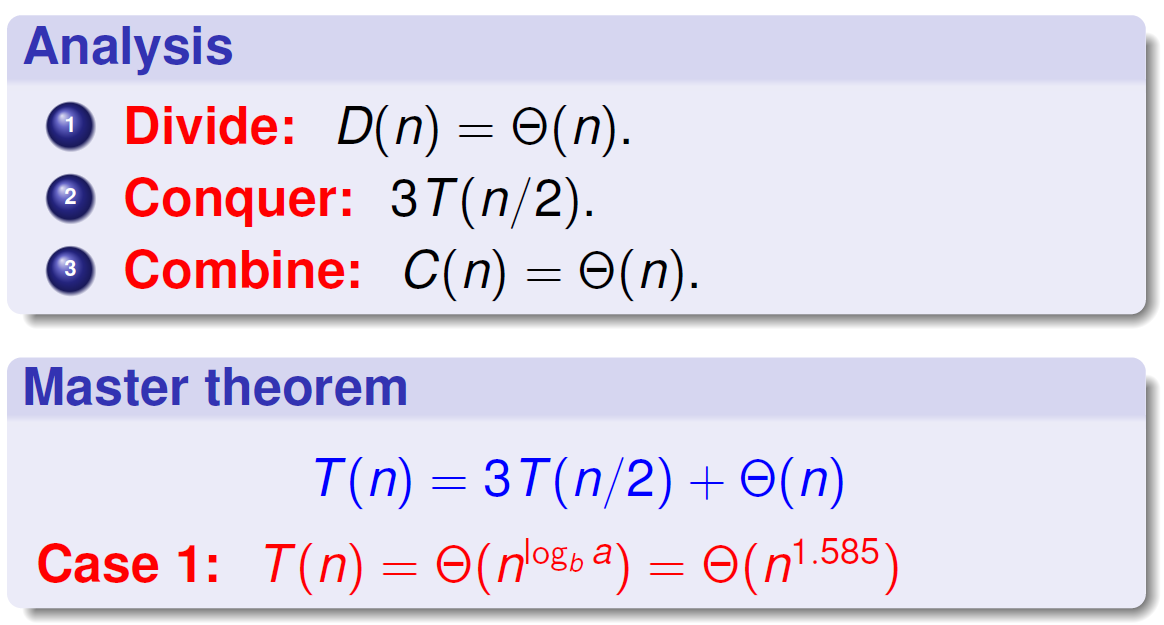 Analysis
1 Divide: D(n) = Θ(n).
2 Conquer: 3T(n/2).
3 Combine: C(n) = Θ(n).
Master theorem
T(n) = 3T(n/2) + Θ(n)
Case 1: T(n) = Θ(n^{log_b a}) = Θ(n^{1.585})